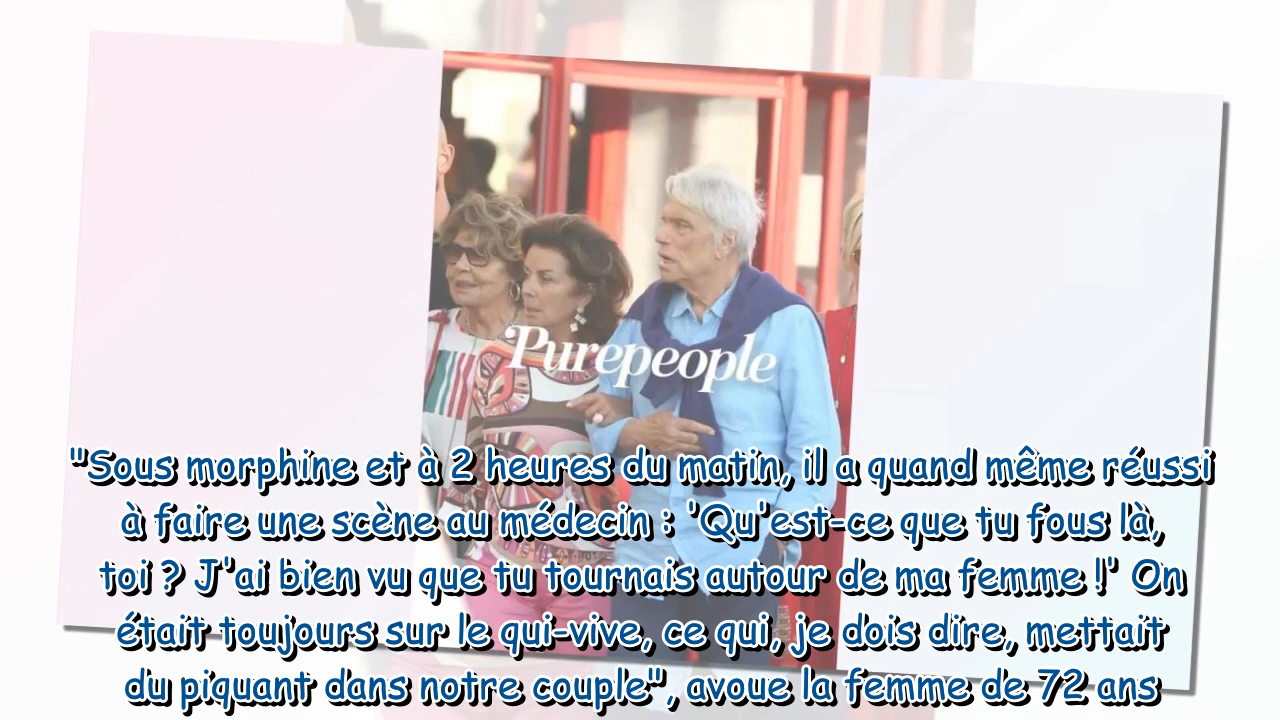 Purepeople
"Sous morphine et à 2 heures du matin, il a quand même réussi
à faire une scène au médecin : 'Qu'est-ce que tu fous là,
toi ? J'ai bien vu que tu tournais autour de ma femme !' On
était toujours sur le qui-vive, ce qui, je dois dire, mettait
du piquant dans notre couple", avoue la femme de 72 ans